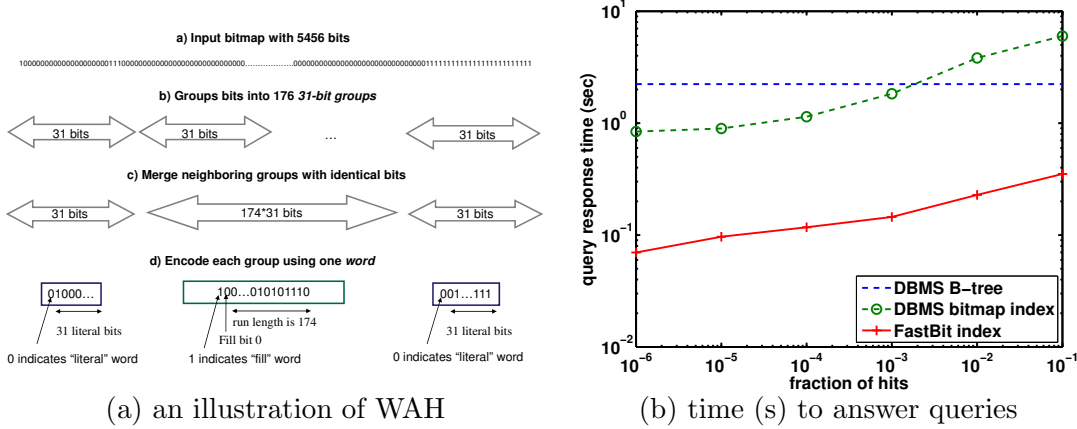 a) Input bitmap with 5456 bits
b) Groups bits into 176 31-bit groups
31 bits
31 bits
...
31 bits
c) Merge neighboring groups with identical bits
31 bits
174*31 bits
31 bits
d) Encode each group using one word
01000...
100...010101110
001...111
31 literal bits
run length is 174
31 literal bits
Fill bit 0
0 indicates “literal” word
1 indicates “fill” word
0 indicates “literal” word
(a) an illustration of WAH
query response time (sec)
10^1
10^0
10^-1
10^-2
10^-6
10^-5
10^-4
10^-3
10^-2
10^-1
fraction of hits
DBMS B-tree
DBMS bitmap index
FastBit index
(b) time (s) to answer queries